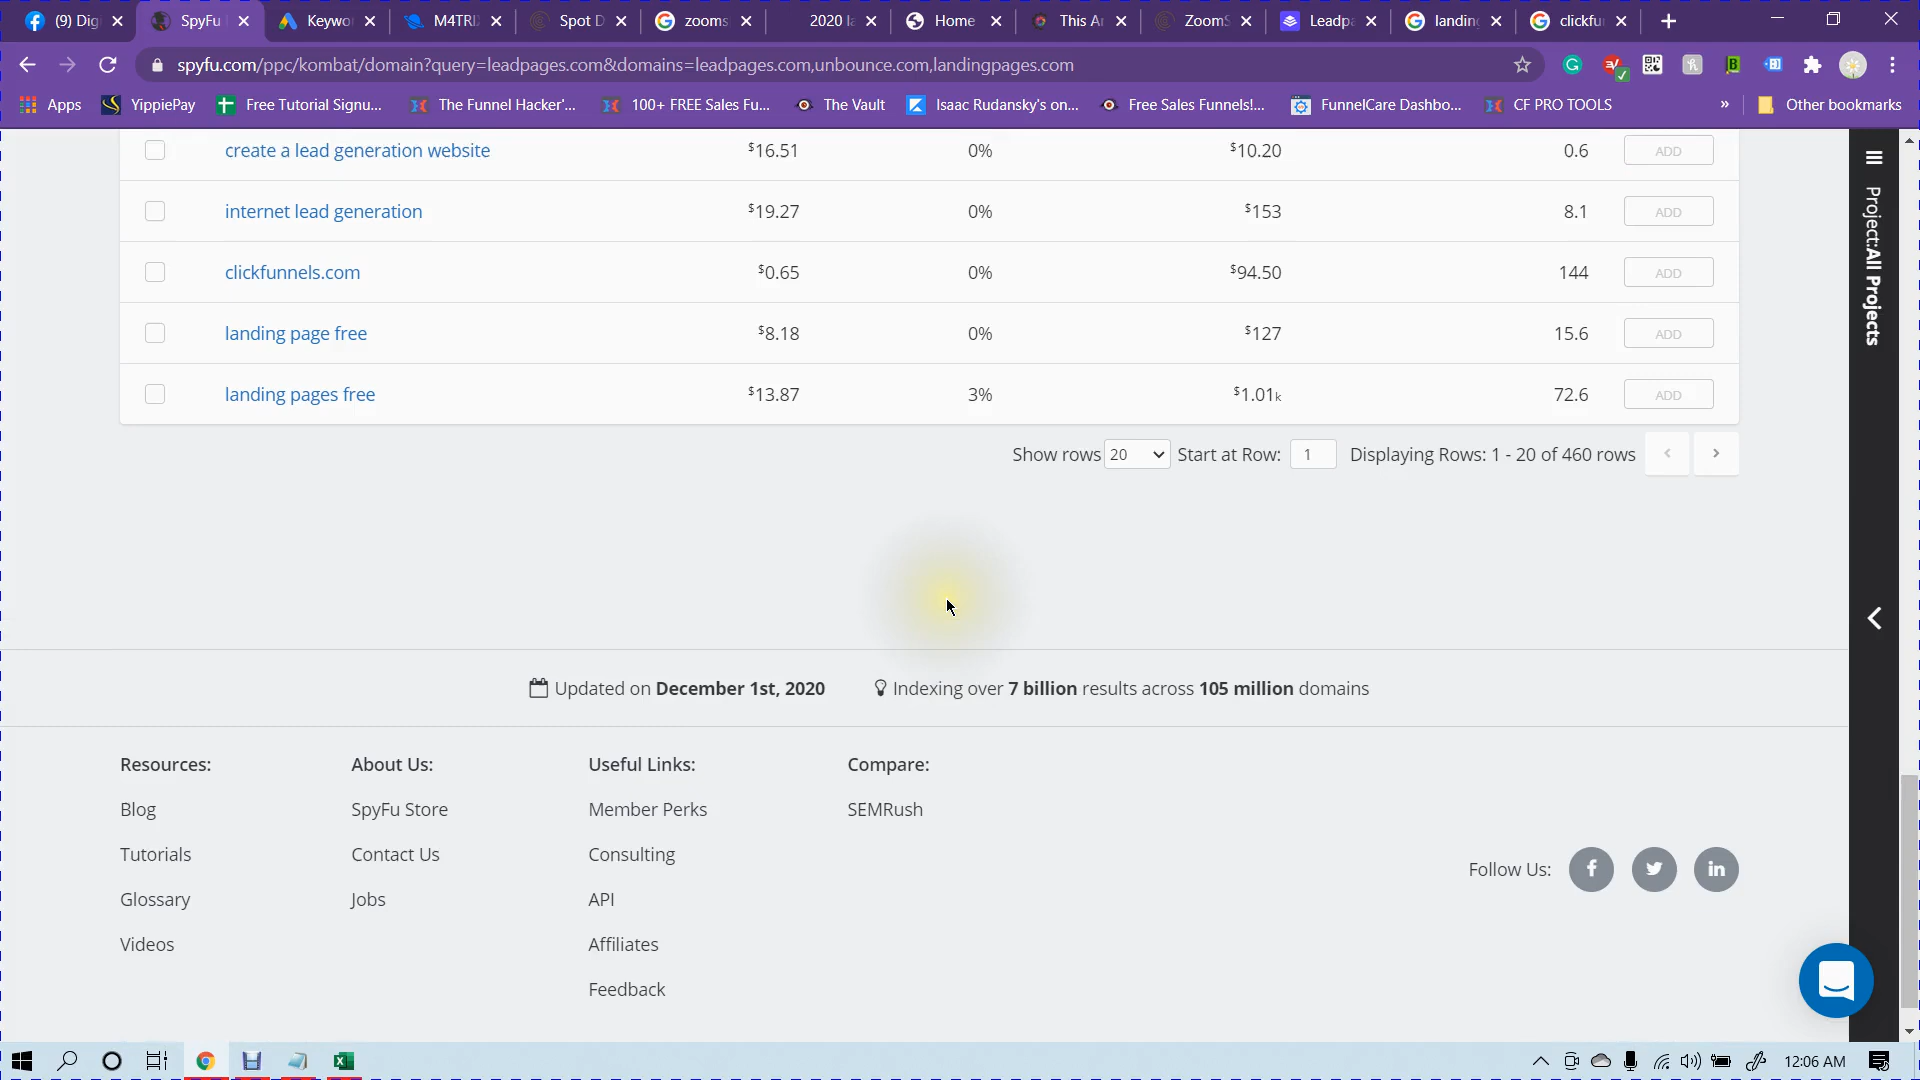 (9) Dig
SpyFu
Keywo
M4TRI
Spot D
zooms
2020 l
Home
This A
ZoomS
Leadpa
landin
clickfu
spyfu.com/ppc/kombat/domain?query=leadpages.com&domains=leadpages.com,unbounce.com,landingpages.com
Apps YippiePay Free Tutorial Signu... The Funnel Hacker'... 100+ FREE Sales Fu... The Vault Isaac Rudansky's on... Free Sales Funnels!... FunnelCare Dashbo... CF PRO TOOLS » Other bookmarks
create a lead generation website $16.51 0% $10.20 0.6 ADD
internet lead generation $19.27 0% $153 8.1 ADD
clickfunnels.com $0.65 0% $94.50 144 ADD
landing page free $8.18 0% $127 15.6 ADD
landing pages free $13.87 3% $1.01k 72.6 ADD
Show rows 20 Start at Row: 1 Displaying Rows: 1 - 20 of 460 rows
Project:All Projects
Updated on December 1st, 2020 Indexing over 7 billion results across 105 million domains
Resources: About Us: Useful Links: Compare:
Blog SpyFu Store Member Perks SEMRush
Tutorials Contact Us Consulting
Follow Us:
Glossary Jobs API
Videos Affiliates
Feedback
12:06 AM